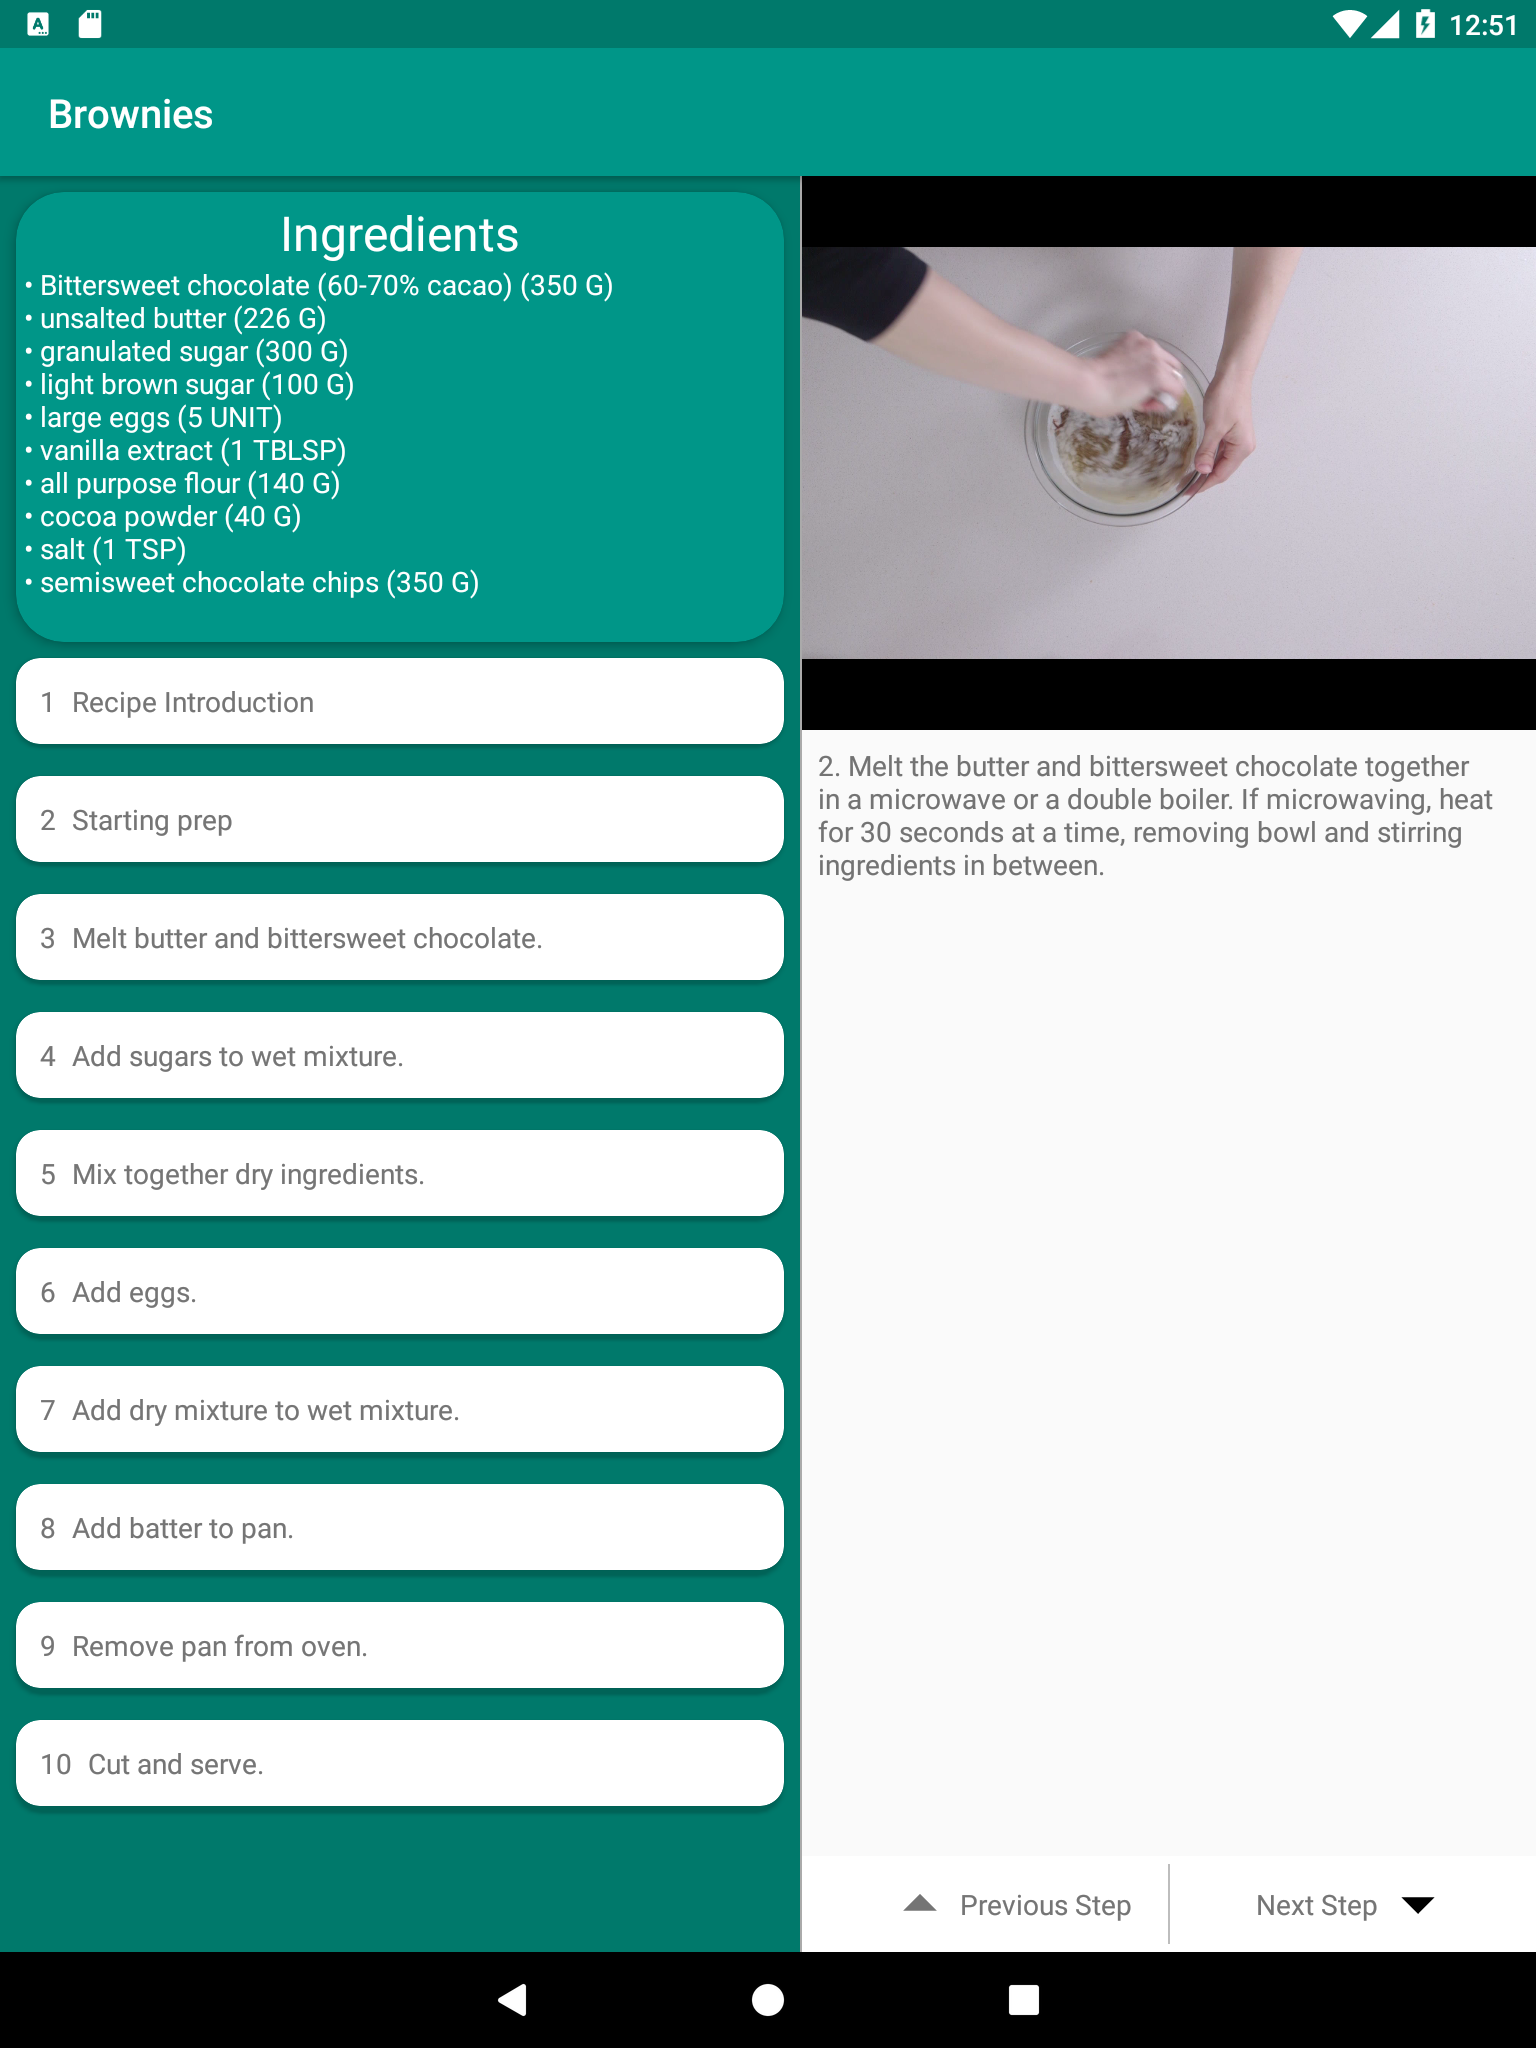 12:51
Brownies
Ingredients
• Bittersweet chocolate (60-70% cacao) (350 G)
• unsalted butter (226 G)
• granulated sugar (300 G)
• light brown sugar (100 G)
• large eggs (5 UNIT)
• vanilla extract (1 TBLSP)
• all purpose flour (140 G)
• cocoa powder (40 G)
• salt (1 TSP)
• semisweet chocolate chips (350 G)
1 Recipe Introduction
2 Starting prep
3 Melt butter and bittersweet chocolate.
4 Add sugars to wet mixture.
5 Mix together dry ingredients.
6 Add eggs.
7 Add dry mixture to wet mixture.
8 Add batter to pan.
9 Remove pan from oven.
10 Cut and serve.
2. Melt the butter and bittersweet chocolate together
in a microwave or a double boiler. If microwaving, heat
for 30 seconds at a time, removing bowl and stirring
ingredients in between.
Previous Step
Next Step